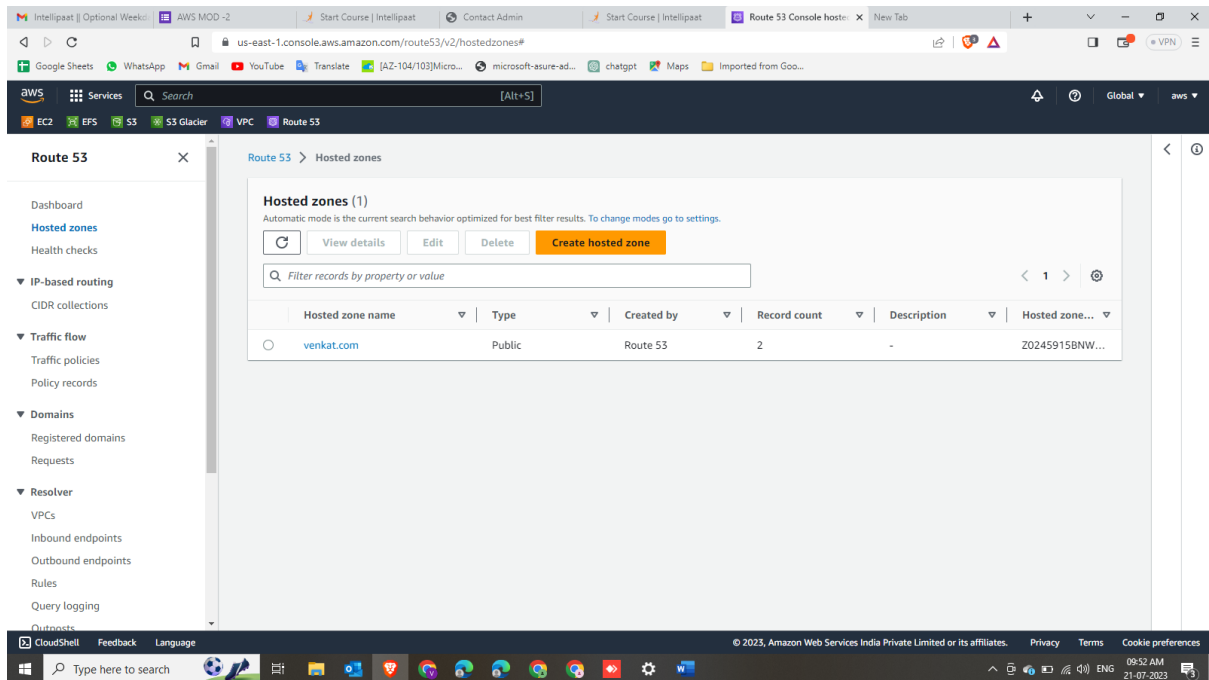 Intellipaat || Optional Weekd
AWS MOD -2
Start Course | Intellipaat
Contact Admin
Start Course | Intellipaat
Route 53 Console hoste
New Tab
us-east-1.console.aws.amazon.com/route53/v2/hostedzones#
VPN
Google Sheets
WhatsApp
Gmail
YouTube
Translate
[AZ-104/103]Micro...
microsoft-asure-ad...
chatgpt
Maps
Imported from Goo...
aws
Services
Search
[Alt+S]
Global
aws
EC2
EFS
S3
S3 Glacier
VPC
Route 53
Route 53
Dashboard
Hosted zones
Health checks
IP-based routing
CIDR collections
Traffic flow
Traffic policies
Policy records
Domains
Registered domains
Requests
Resolver
VPCs
Inbound endpoints
Outbound endpoints
Rules
Query logging
Outposts
Route 53 > Hosted zones
Hosted zones (1)
Automatic mode is the current search behavior optimized for best filter results. To change modes go to settings.
View details
Edit
Delete
Create hosted zone
Filter records by property or value
< 1 >
Hosted zone name
Type
Created by
Record count
Description
Hosted zone...
venkat.com
Public
Route 53
2
-
Z0245915BNW...
CloudShell
Feedback
Language
© 2023, Amazon Web Services India Private Limited or its affiliates.
Privacy
Terms
Cookie preferences
Type here to search
ENG
09:52 AM
21-07-2023
3